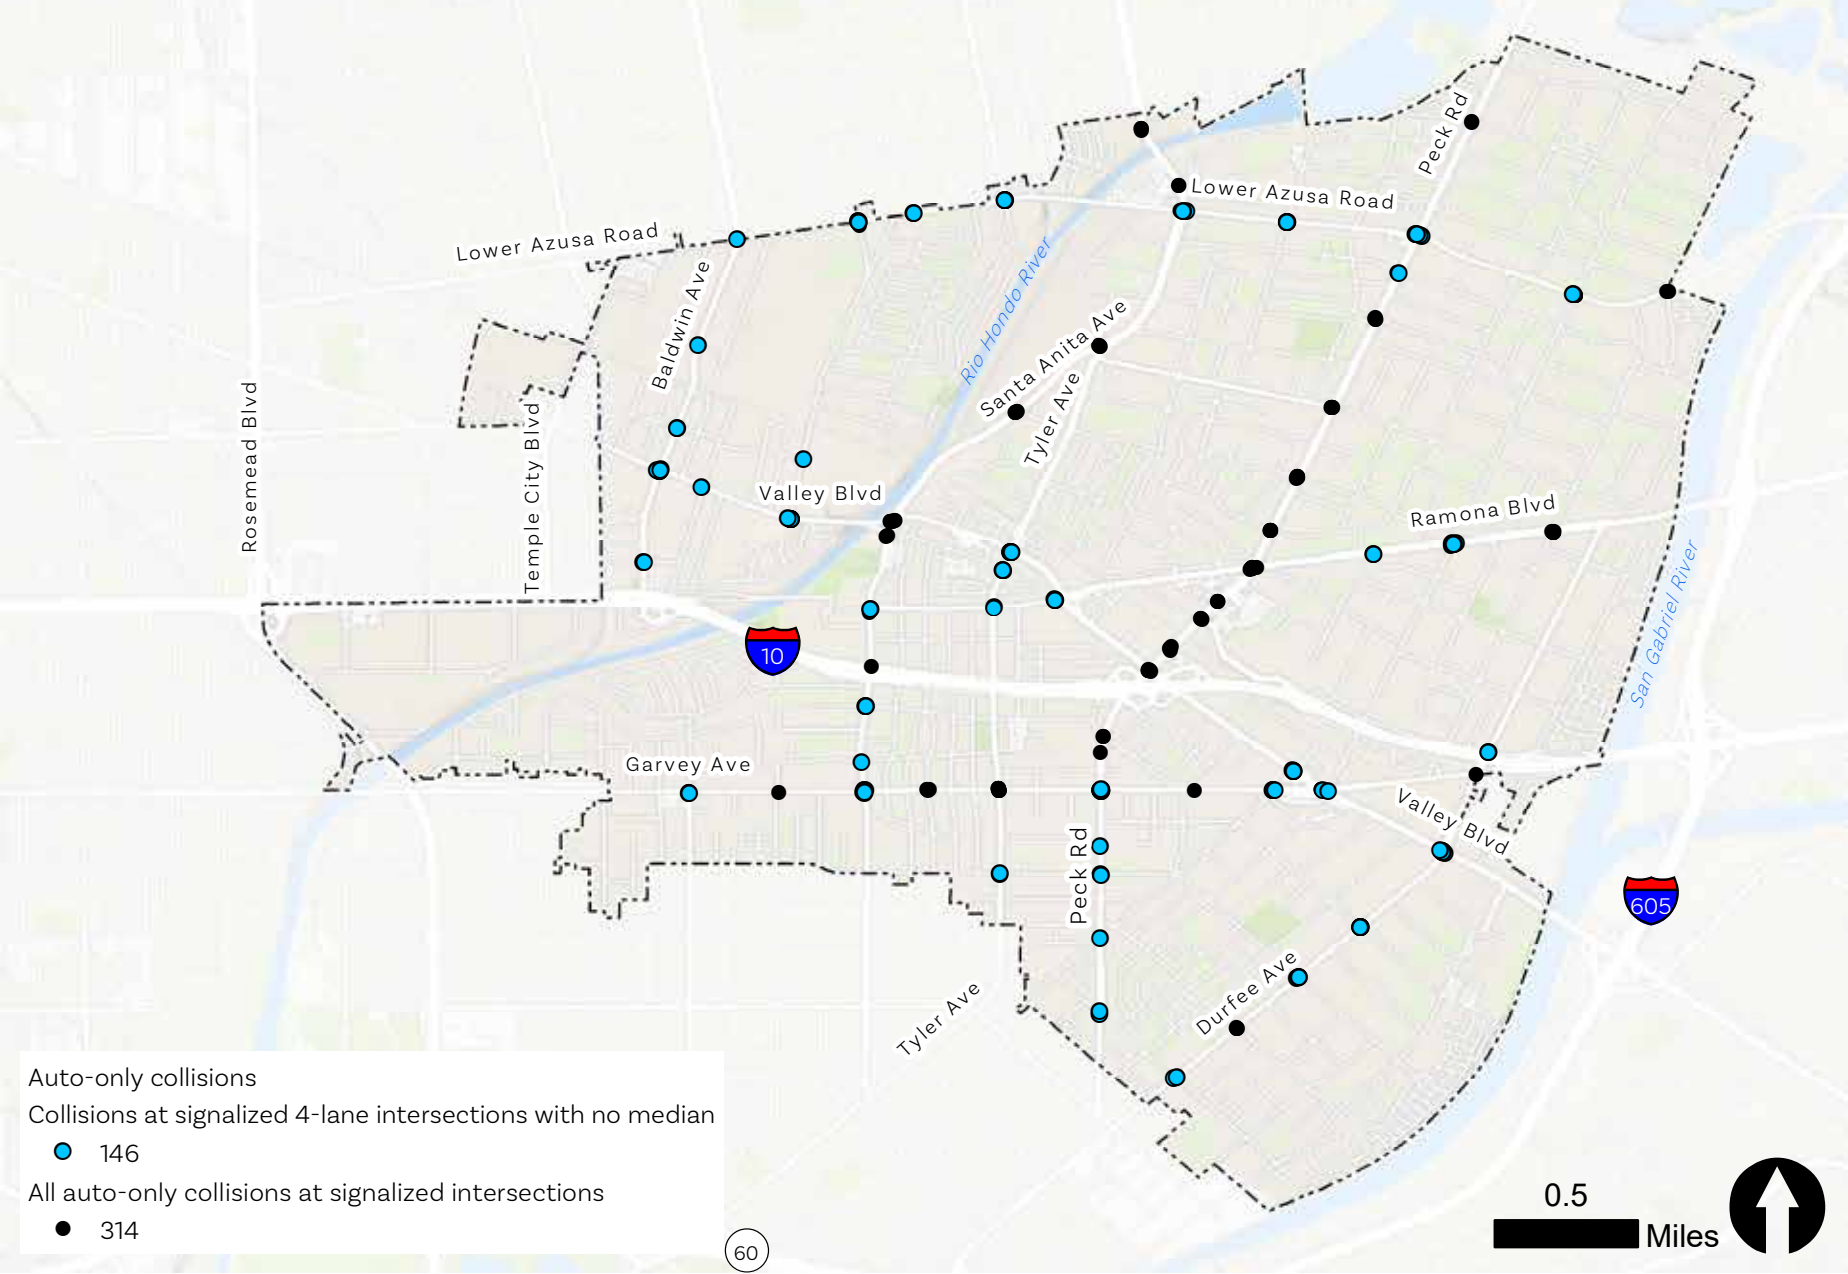 Peck Rd
Lower Azusa Road
Lower Azusa Road
Baldwin Ave
Rio Hondo River
Santa Anita Ave
Tyler Ave
Rosemead Blvd
Temple City Blvd
Valley Blvd
Ramona Blvd
San Gabriel River
10
Garvey Ave
Valley Blvd
Peck Rd
605
Durfee Ave
Tyler Ave
Auto-only collisions
Collisions at signalized 4-lane intersections with no median
146
All auto-only collisions at signalized intersections
314
60
0.5
Miles